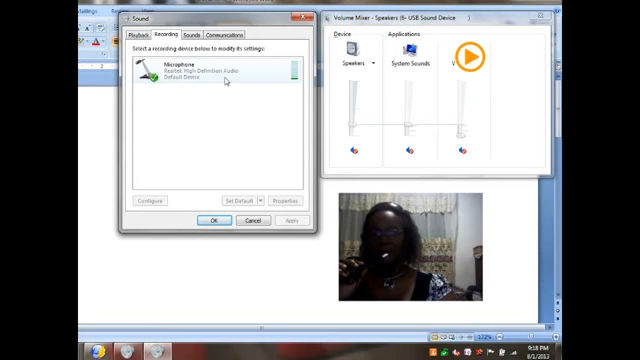 Sound
Playback
Recording
Sounds
Communications
Select a recording device below to modify its settings:
Microphone
Realtek High Definition Audio
Default Device
Configure
Set Default
Properties
OK
Cancel
Apply
Volume Mixer - Speakers (6- USB Sound Device
Device
Applications
Speakers
System Sounds
172%
9:18 PM
8/1/2013